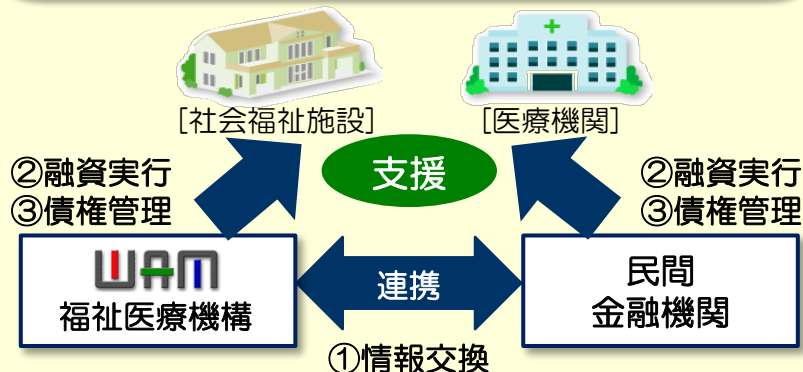 [社会福祉施設]
[医療機関]
支援
②融資実行
③債権管理
②融資実行
③債権管理
WAM
福祉医療機構
連携
民間
金融機関
①情報交換